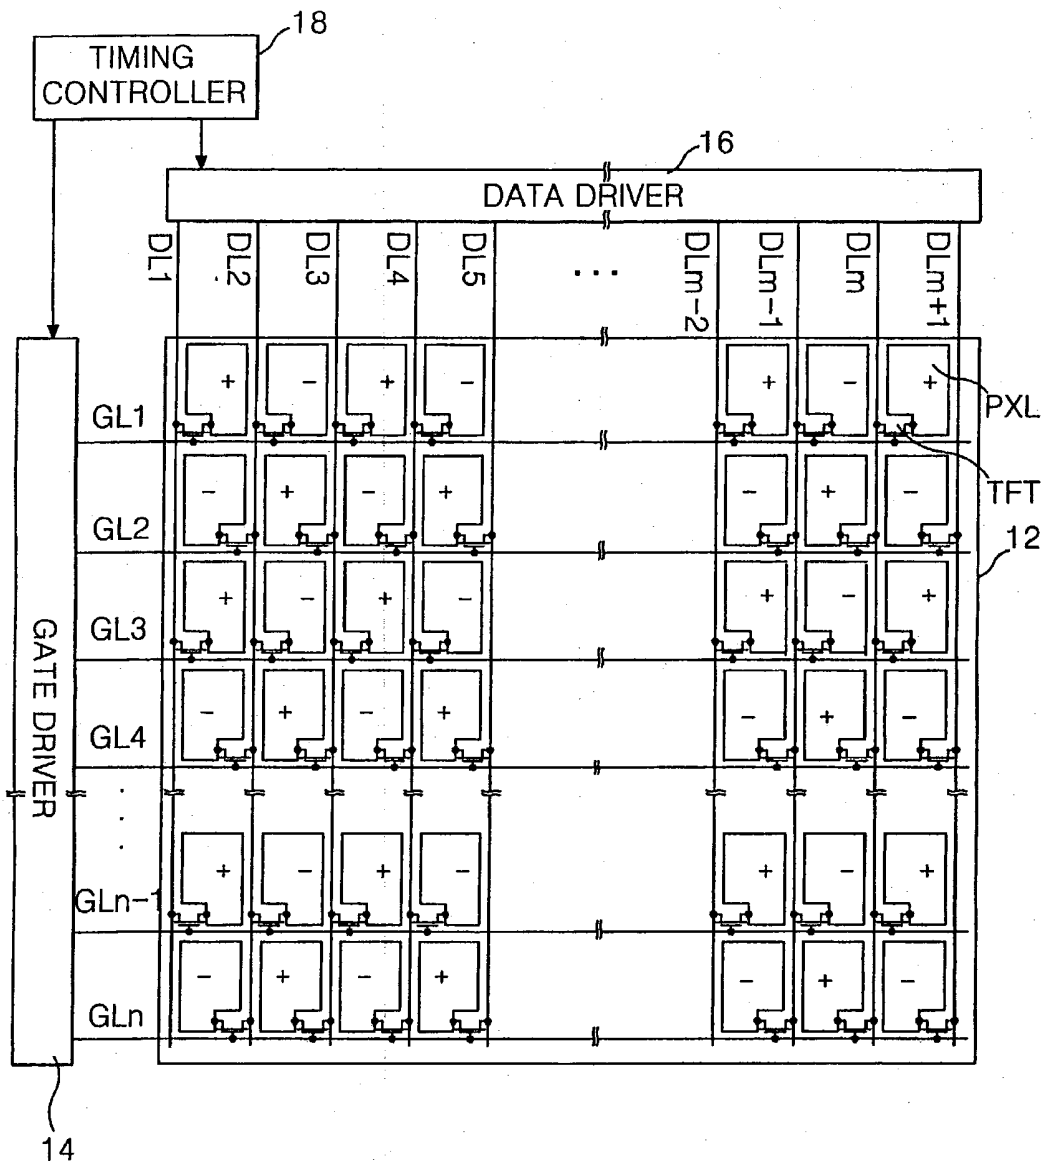 18
TIMING
CONTROLLER
16
DATA DRIVER
DL1
DL2
DL3
DL4
DL5
...
DLm-2
DLm-1
DLm
DLm+1
GL1
+ - + - + - +
PXL
TFT
GL2
- + - + - + -
12
GL3
+ - + - + - +
GATE DRIVER
GL4
- + - + - + -
GLn-1
+ - + - + - +
GLn
- + - + - + -
14